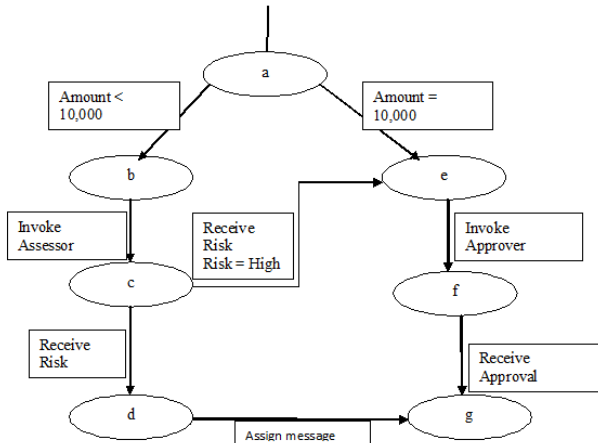 a
Amount <
10,000
Amount =
10,000
b
e
Invoke
Assessor
Receive
Risk
Risk = High
Invoke
Approver
c
f
Receive
Risk
Receive
Approval
d
g
Assign message